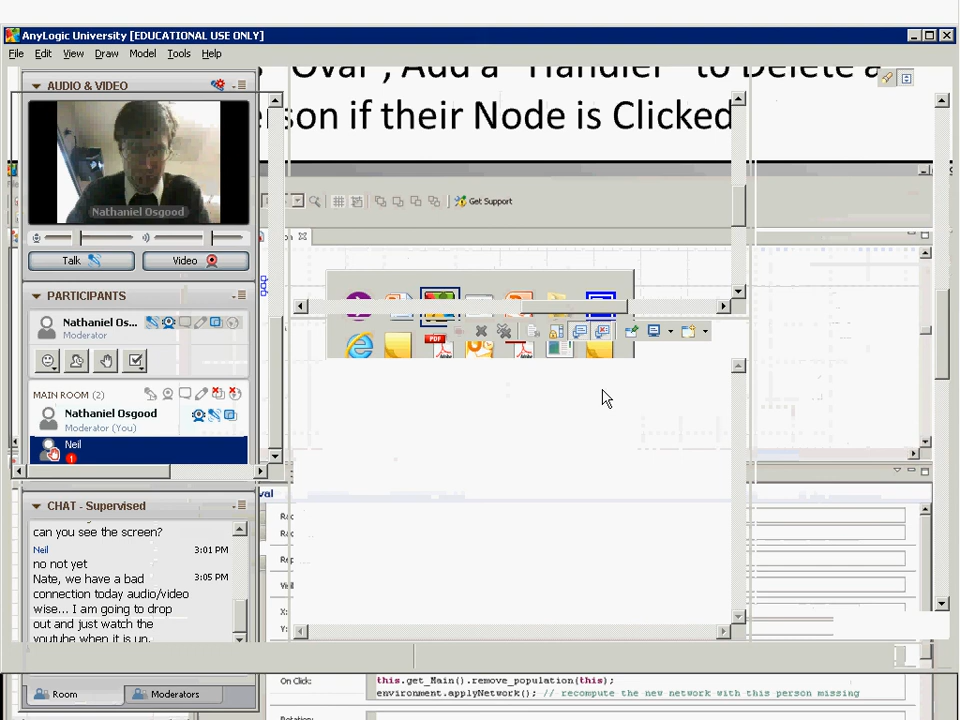 AnyLogic University [EDUCATIONAL USE ONLY]
File Edit View Draw Model Tools Help
"Oval", Add a "Handler" to Delete a
AUDIO & VIDEO
son if their Node is Clicked
Nathaniel Osgood
Get Support
Talk
Video
PARTICIPANTS
Nathaniel Os...
Moderator
MAIN ROOM (2)
Nathaniel Osgood
Moderator (You)
Neil
1
CHAT - Supervised
can you see the screen?
Neil 3:01 PM
no not yet
Nate, we have a bad 3:05 PM
connection today audio/video
wise... I am going to drop
out and just watch the
youtube when it is up.
X:
Y:
On Click:
this.get_Main().remove_population(this);
environment.applyNetwork(); // recompute the new network with this person missing
Room
Moderators
Rotation: